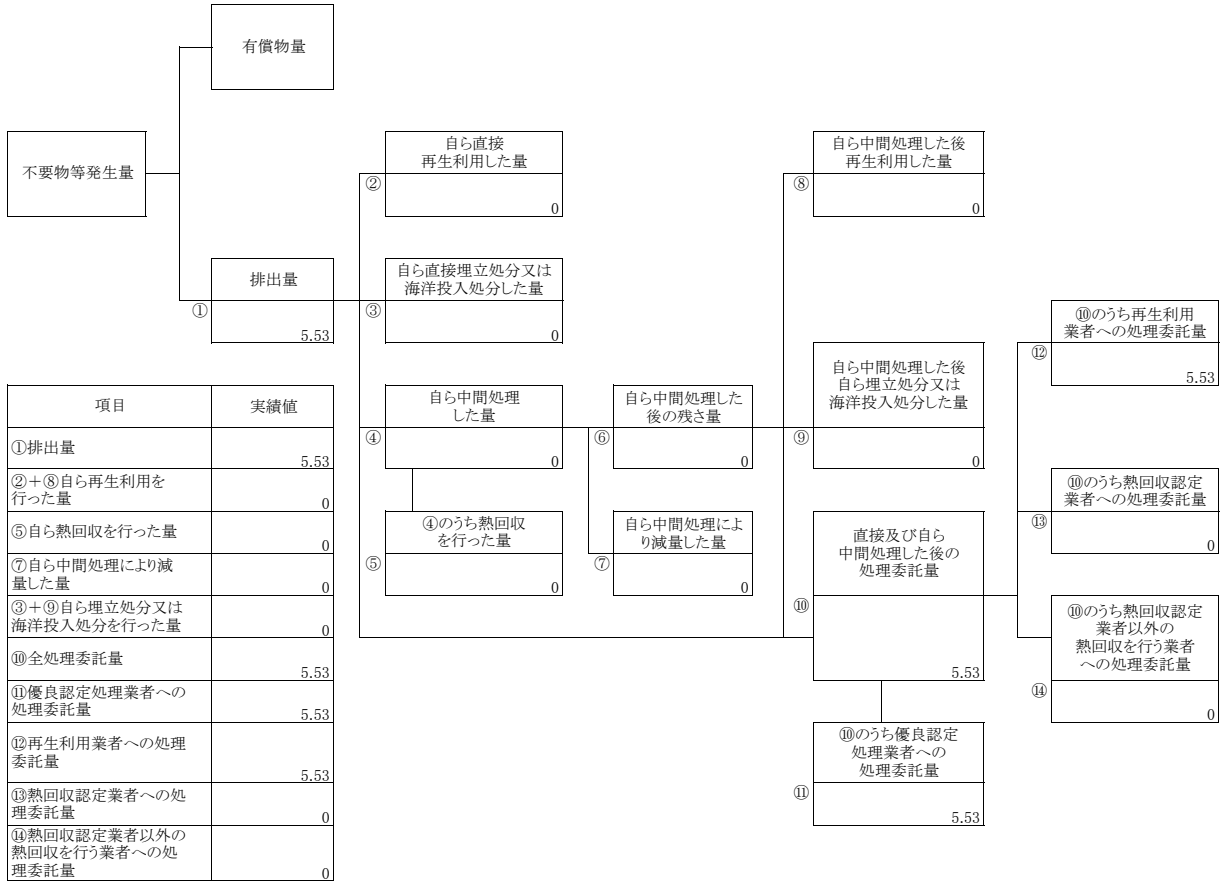 有償物量
不要物等発生量
自ら直接
再生利用した量
②
0
自ら中間処理した後
再生利用した量
⑧
0
排出量
①
5.53
自ら直接埋立処分又は
海洋投入処分した量
③
0
⑩のうち再生利用
業者への処理委託量
⑫
5.53
自ら中間処理
した量
④
0
自ら中間処理した
後の残さ量
⑥
0
自ら中間処理した後
自ら埋立処分又は
海洋投入処分した量
⑨
0
⑩のうち熱回収認定
業者への処理委託量
⑬
0
④のうち熱回収
を行った量
⑤
0
自ら中間処理によ
り減量した量
⑦
0
直接及び自ら
中間処理した後の
処理委託量
⑩
5.53
⑩のうち熱回収認定
業者以外の
熱回収を行う業者
への処理委託量
⑭
0
⑩のうち優良認定
処理業者への
処理委託量
⑪
5.53
項目
実績値
①排出量
5.53
②+⑧自ら再生利用を
行った量
0
⑤自ら熱回収を行った量
0
⑦自ら中間処理により減
量した量
0
③+⑨自ら埋立処分又は
海洋投入処分を行った量
0
⑩全処理委託量
5.53
⑪優良認定処理業者への
処理委託量
5.53
⑫再生利用業者への処理
委託量
5.53
⑬熱回収認定業者への処
理委託量
0
⑭熱回収認定業者以外の
熱回収を行う業者への処
理委託量
0